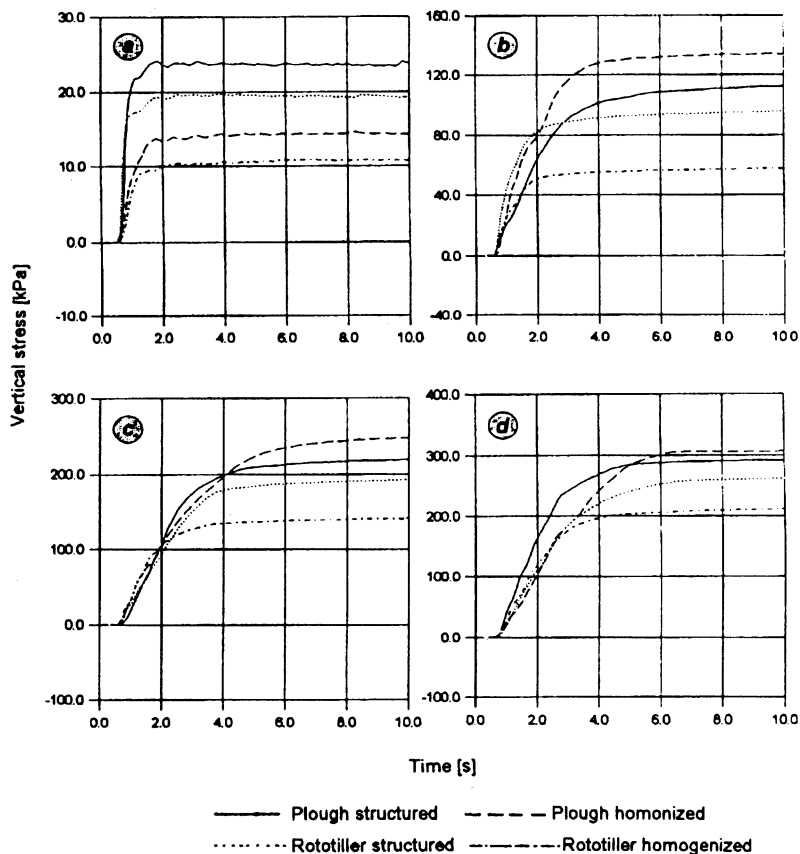 30.0
20.0
10.0
0.0
-10.0
0.0 2.0 4.0 6.0 8.0 10.0
a
160.0
120.0
80.0
40.0
0.0
-40.0
0.0 2.0 4.0 6.0 8.0 10.0
b
Vertical stress [kPa]
300.0
200.0
100.0
0.0
-100.0
0.0 2.0 4.0 6.0 8.0 10.0
c
400.0
300.0
200.0
100.0
0.0
-100.0
0.0 2.0 4.0 6.0 8.0 10.0
d
Time [s]
Plough structured Plough homonized
Rototiller structured Rototiller homogenized